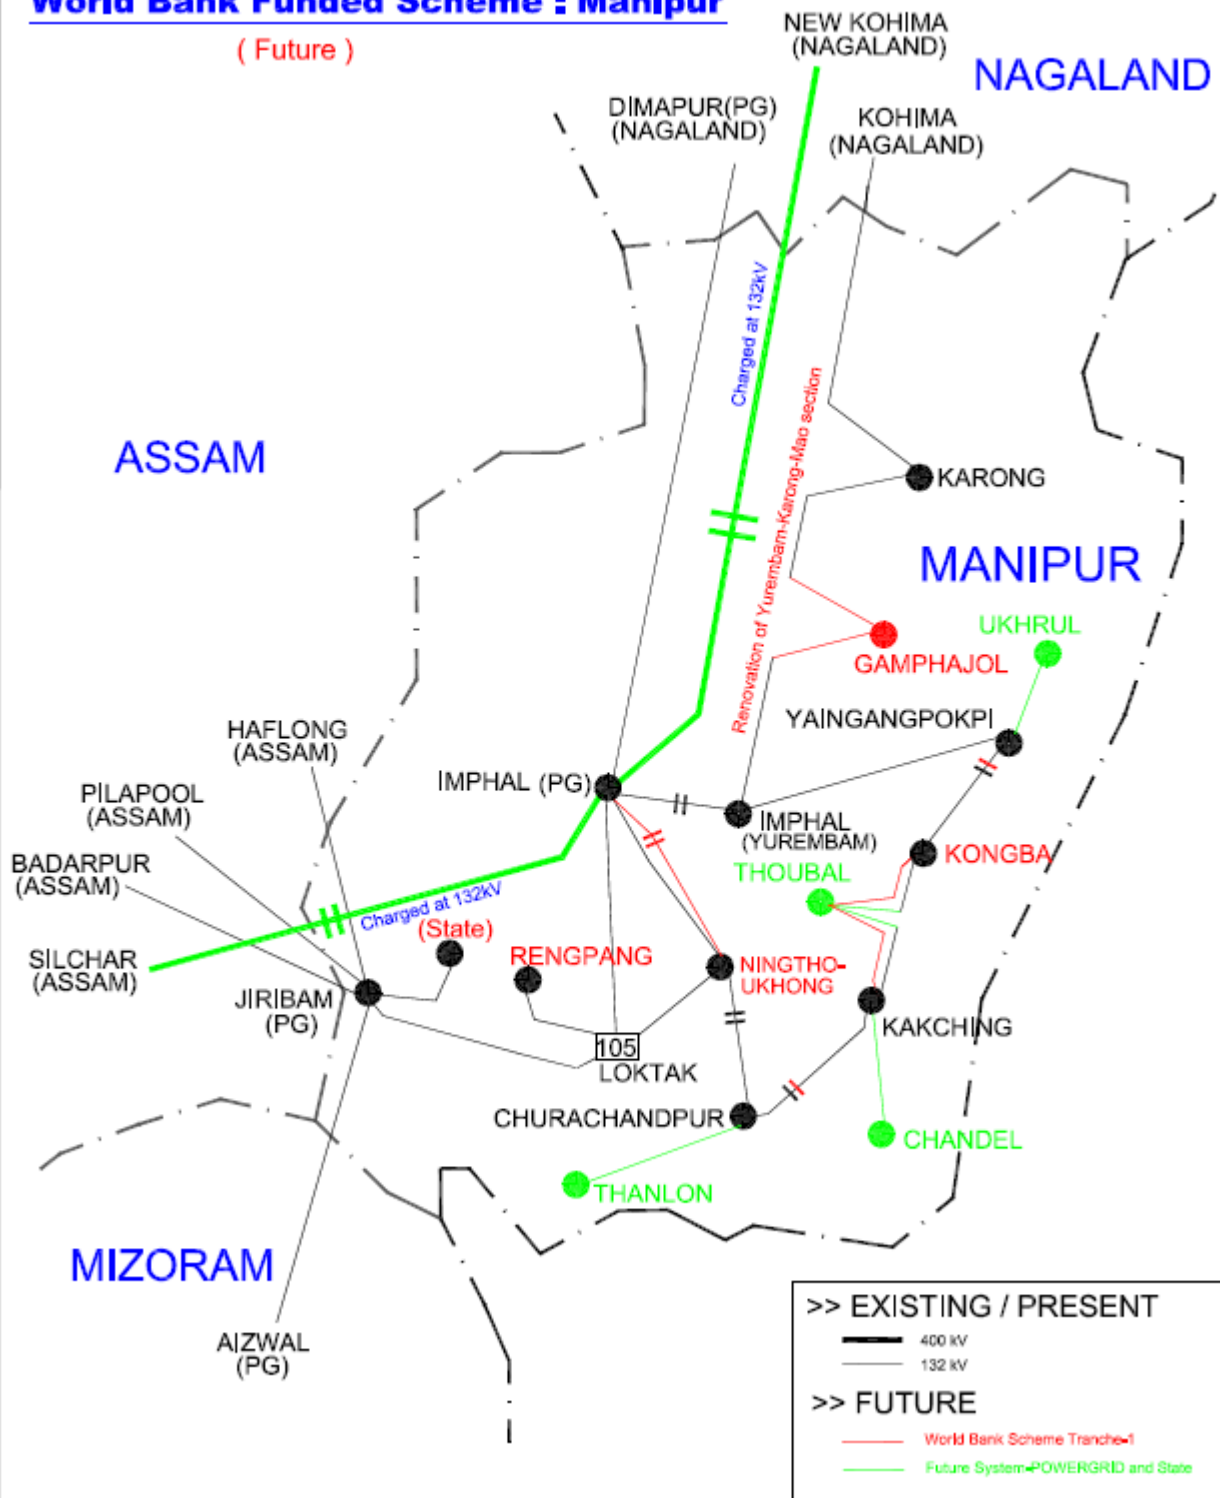 World Bank Funded Scheme : Manipur
( Future )
NEW KOHIMA
(NAGALAND)
NAGALAND
DIMAPUR(PG)
(NAGALAND)
KOHIMA
(NAGALAND)
Charged at 132kV
Renovation of Yurembam-Karong-Mao section
ASSAM
KARONG
MANIPUR
UKHRUL
GAMPHAJOL
YAINGANGPOKPI
HAFLONG
(ASSAM)
IMPHAL (PG)
PILAPOOL
(ASSAM)
IMPHAL
(YUREMBAM)
BADARPUR
(ASSAM)
KONGBA
THOUBAL
Charged at 132kV
(State)
SILCHAR
(ASSAM)
RENGPANG
NINGTHO-
UKHONG
JIRIBAM
(PG)
KAKCHING
105
LOKTAK
CHURACHANDPUR
CHANDEL
THANLON
MIZORAM
AIZWAL
(PG)
>> EXISTING / PRESENT
400 kV
132 kV
>> FUTURE
World Bank Scheme Tranche-1
Future System-POWERGRID and State